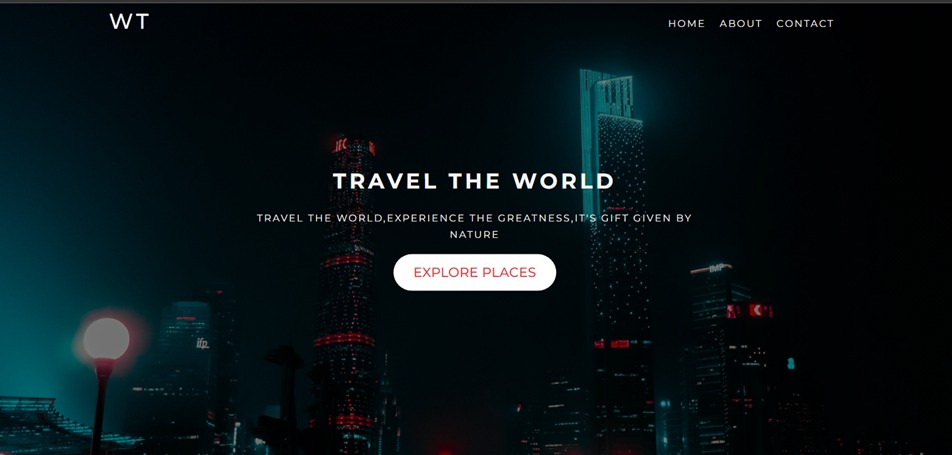 WT
HOME ABOUT CONTACT
IFC
TRAVEL THE WORLD
TRAVEL THE WORLD,EXPERIENCE THE GREATNESS,IT'S GIFT GIVEN BY
NATURE
EXPLORE PLACES